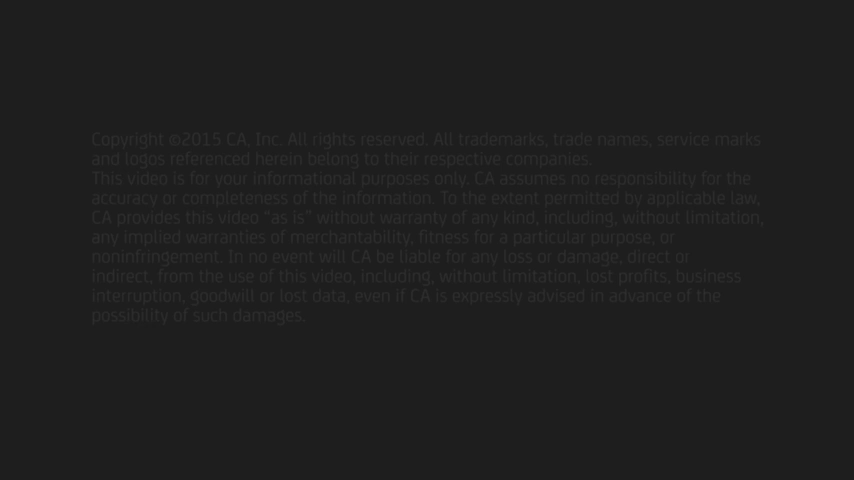 Copyright ©2015 CA, Inc. All rights reserved. All trademarks, trade names, service marks
and logos referenced herein belong to their respective companies.
This video is for your informational purposes only. CA assumes no responsibility for the
accuracy or completeness of the information. To the extent permitted by applicable law,
CA provides this video “as is” without warranty of any kind, including, without limitation,
any implied warranties of merchantability, fitness for a particular purpose, or
noninfringement. In no event will CA be liable for any loss or damage, direct or
indirect, from the use of this video, including, without limitation, lost profits, business
interruption, goodwill or lost data, even if CA is expressly advised in advance of the
possibility of such damages.